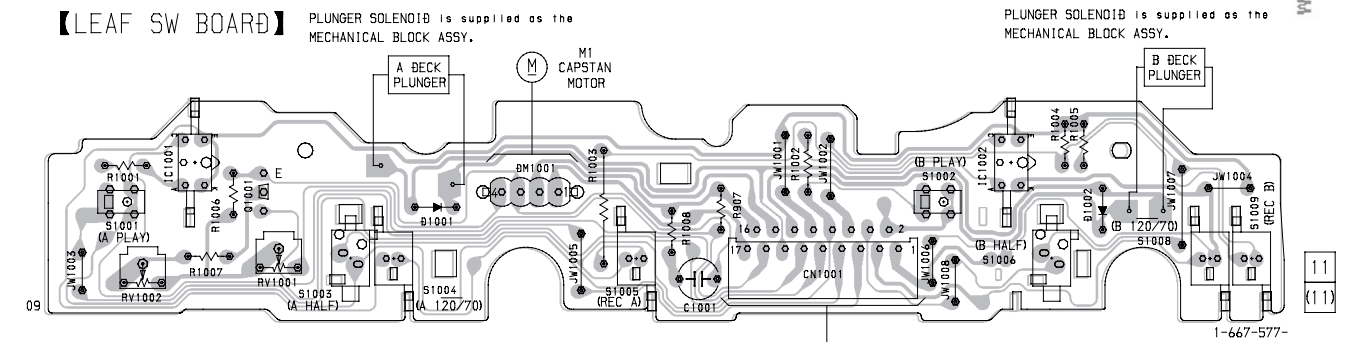 【LEAF SW BOARD】
PLUNGER SOLENOID is supplied as the
MECHANICAL BLOCK ASSY.
PLUNGER SOLENOID is supplied as the
MECHANICAL BLOCK ASSY.
A DECK
PLUNGER
M
M1
CAPSTAN
MOTOR
B DECK
PLUNGER
R1001
IC1001
S1001
(A PLAY)
R1006
Q1001
E
JW1003
RV1002
R1007
RV1001
S1003
(A HALF)
D1001
S1004
(A 120/70)
BM1001
4
1
R1003
JW1005
S1005
(REC A)
R1008
C1001
R907
JW1001
R1002
JW1002
16
2
17
1
CN1001
(B PLAY)
S1002
IC1002
R1004
R1005
JW1008
(B HALF)
S1006
D1002
(B 120/70)
S1008
JW1007
JW1004
S1009
(REC B)
09
11
(11)
1-667-577-